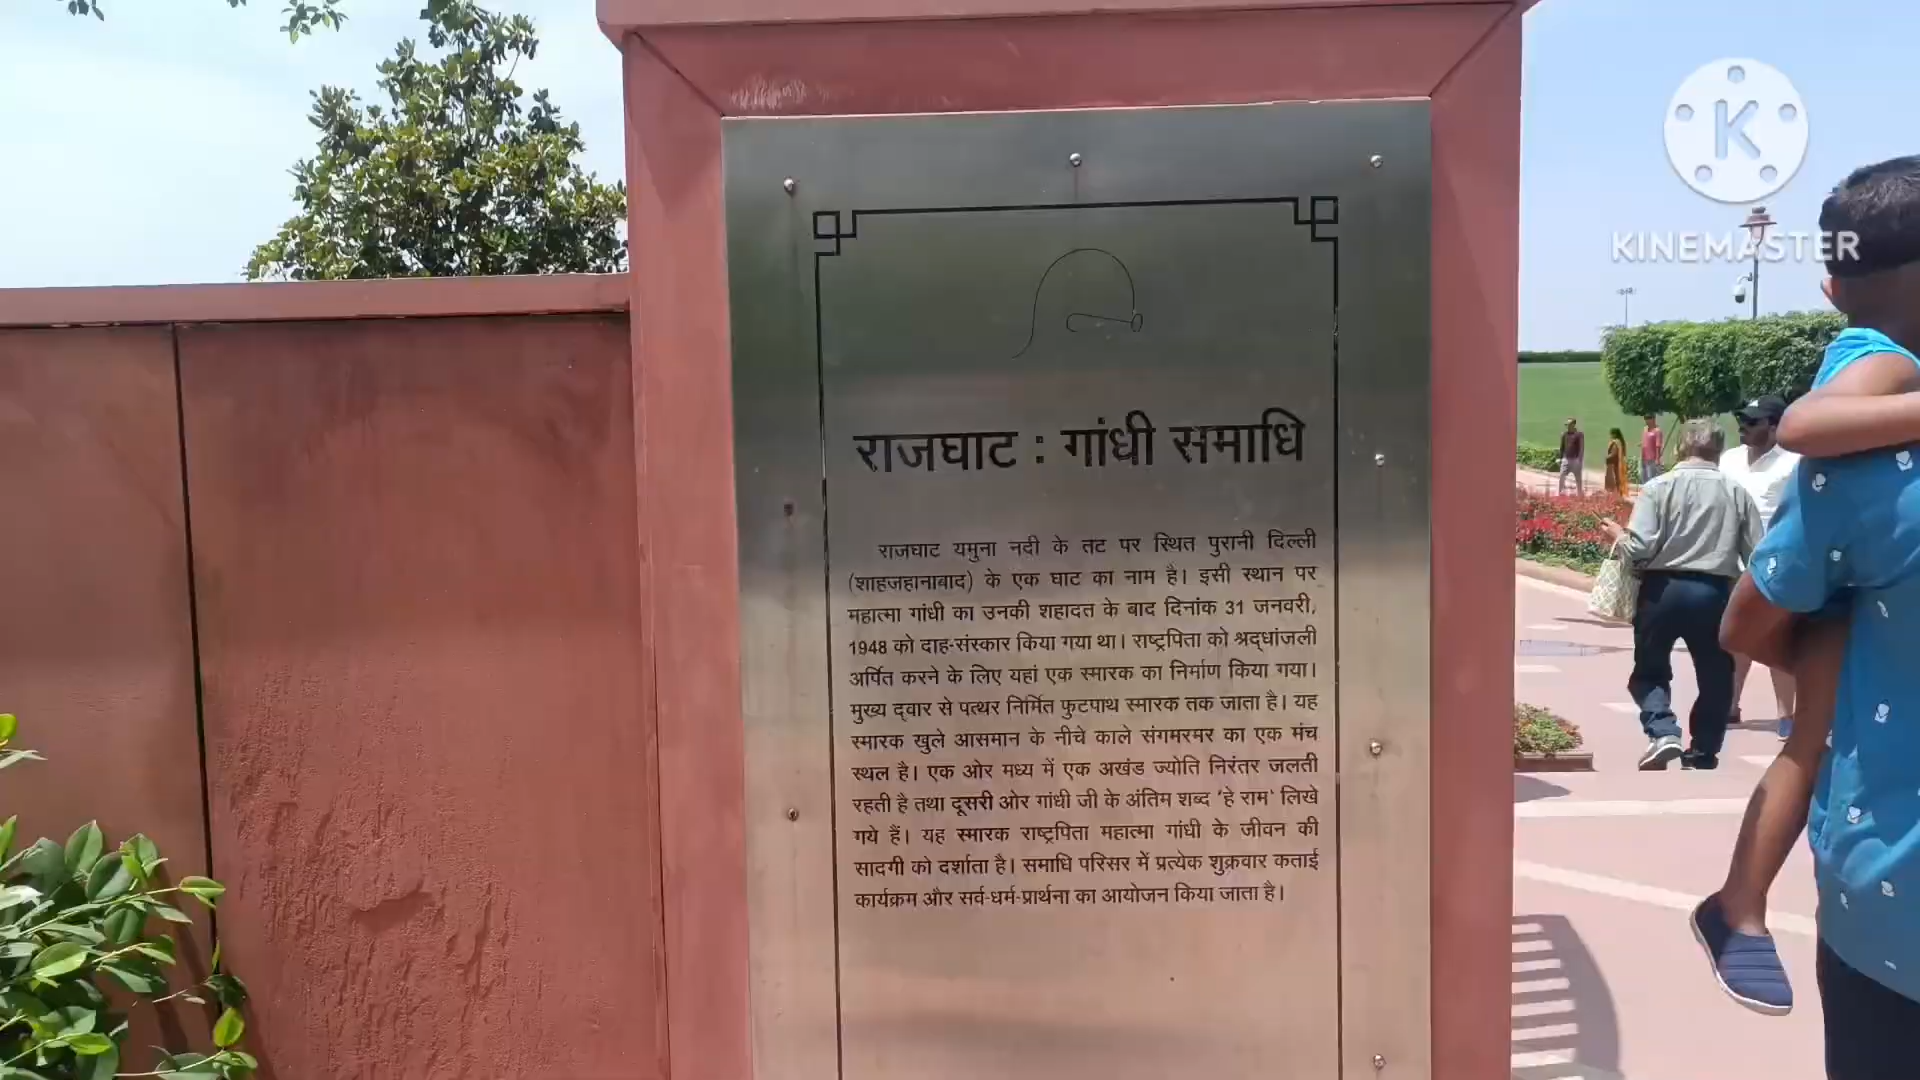 राजघाट : गांधी समाधि
राजघाट यमुना नदी के तट पर स्थित पुरानी दिल्ली
(शाहजहानाबाद) के एक घाट का नाम है। इसी स्थान पर
महात्मा गांधी का उनकी शहादत के बाद दिनांक 31 जनवरी,
1948 को दाह-संस्कार किया गया था। राष्ट्रपिता को श्रद्धांजली
अर्पित करने के लिए यहां एक स्मारक का निर्माण किया गया।
मुख्य द्वार से पत्थर निर्मित फुटपाथ स्मारक तक जाता है। यह
स्मारक खुले आसमान के नीचे काले संगमरमर का एक मंच
स्थल है। एक ओर मध्य में एक अखंड ज्योति निरंतर जलती
रहती है तथा दूसरी ओर गांधी जी के अंतिम शब्द 'हे राम' लिखे
गये हैं। यह स्मारक राष्ट्रपिता महात्मा गांधी के जीवन की
सादगी को दर्शाता है। समाधि परिसर में प्रत्येक शुक्रवार कताई
कार्यक्रम और सर्व-धर्म-प्रार्थना का आयोजन किया जाता है।
K
KINEMASTER